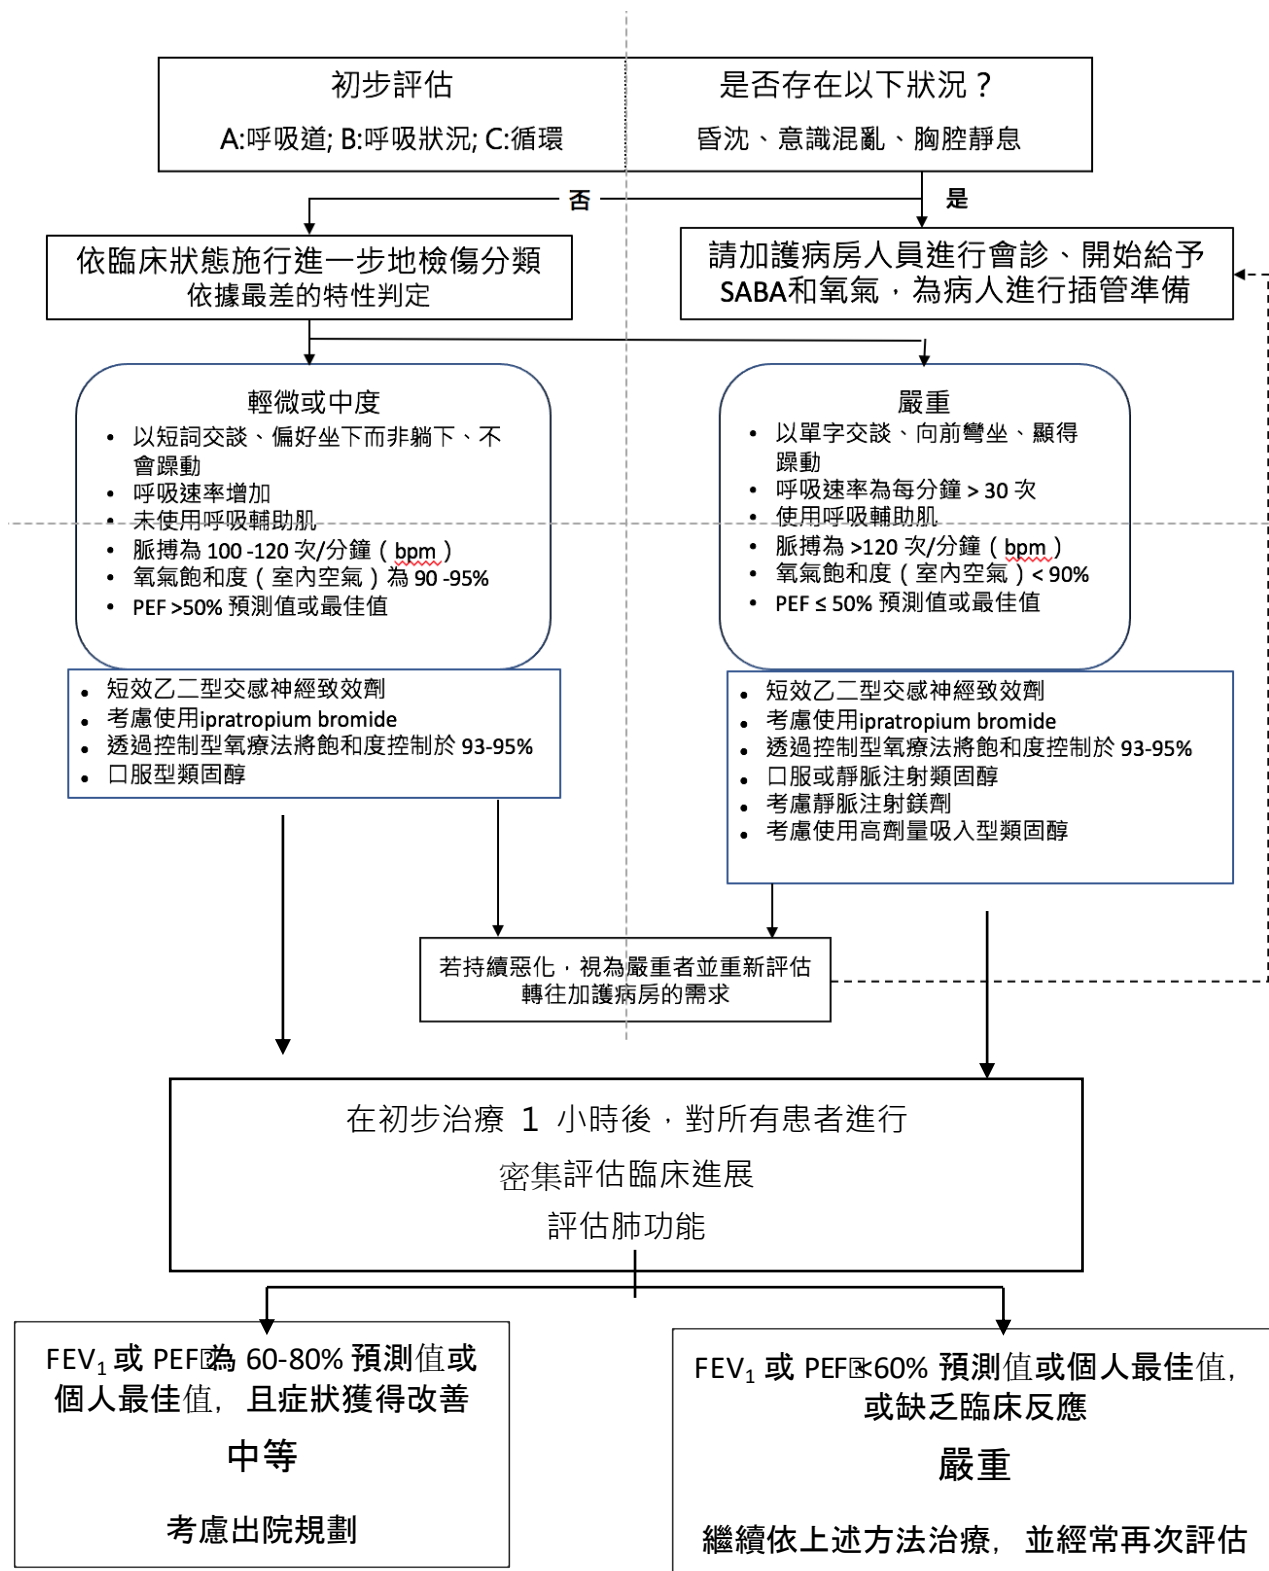 初步評估
A:呼吸道; B:呼吸狀況; C:循環
是否存在以下狀況？
昏沈、意識混亂、胸腔靜息
否
是
依臨床狀態施行進一步地檢傷分類
依據最差的特性判定
請加護病房人員進行會診、開始給予
SABA和氧氣，為病人進行插管準備
輕微或中度
• 以短詞交談、偏好坐下而非躺下、不
會躁動
• 呼吸速率增加
• 未使用呼吸輔助肌
• 脈搏為 100 -120 次/分鐘（bpm）
• 氧氣飽和度（室內空氣）為 90 -95%
• PEF >50% 預測值或最佳值
嚴重
• 以單字交談、向前彎坐、顯得
躁動
• 呼吸速率為每分鐘 > 30 次
• 使用呼吸輔助肌
• 脈搏為 >120 次/分鐘（bpm）
• 氧氣飽和度（室內空氣）< 90%
• PEF ≤ 50% 預測值或最佳值
• 短效乙二型交感神經致效劑
• 考慮使用ipratropium bromide
• 透過控制型氧療法將飽和度控制於 93-95%
• 口服型類固醇
• 短效乙二型交感神經致效劑
• 考慮使用ipratropium bromide
• 透過控制型氧療法將飽和度控制於 93-95%
• 口服或靜脈注射類固醇
• 考慮靜脈注射鎂劑
• 考慮使用高劑量吸入型類固醇
若持續惡化，視為嚴重者並重新評估
轉往加護病房的需求
在初步治療 1 小時後，對所有患者進行
密集評估臨床進展
評估肺功能
FEV₁ 或 PEF 為 60-80% 預測值或
個人最佳值，且症狀獲得改善
中等
考慮出院規劃
FEV₁ 或 PEF <60% 預測值或個人最佳值，
或缺乏臨床反應
嚴重
繼續依上述方法治療，並經常再次評估